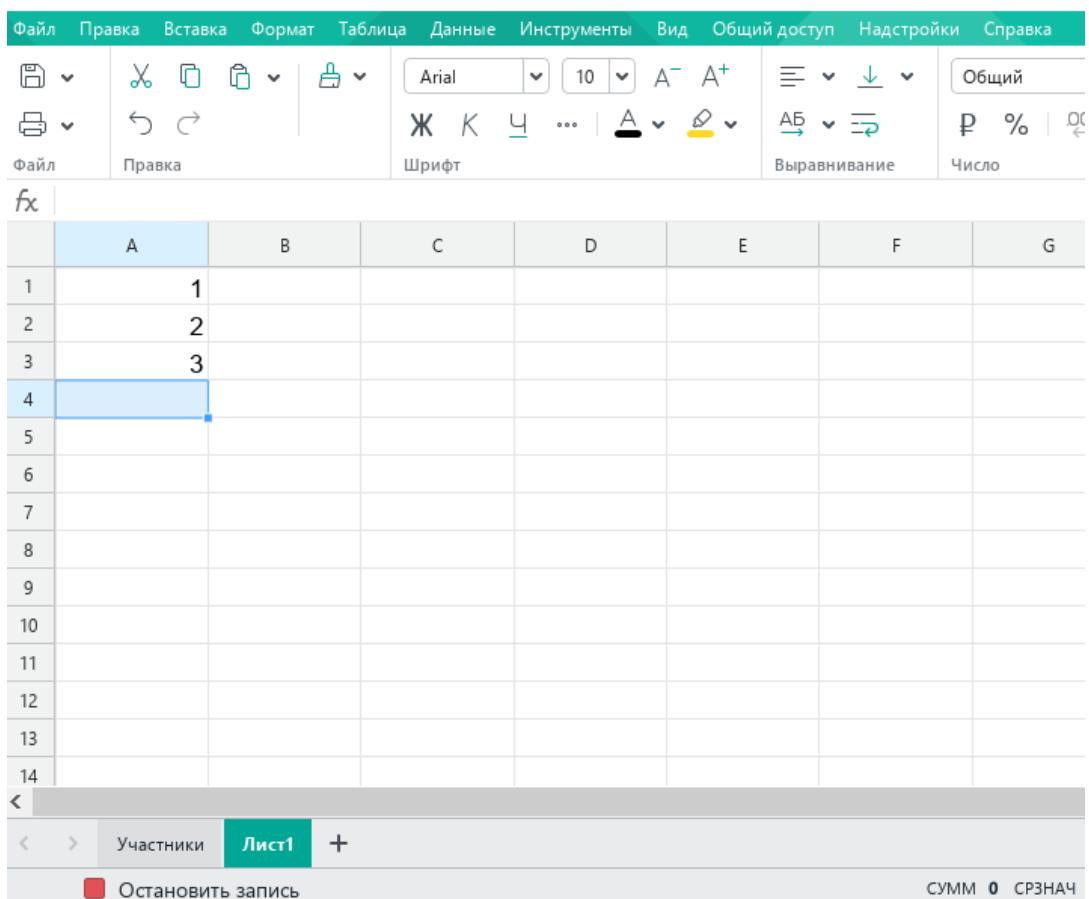 Файл Правка Вставка Формат Таблица Данные Инструменты Вид Общий доступ Надстройки Справка
Arial 10 A⁻ A⁺ Общий
Ж К Ч A АБ ₽ % 00
Файл Правка Шрифт Выравнивание Число
fx
A B C D E F G
1 1
2 2
3 3
4
5
6
7
8
9
10
11
12
13
14
Участники Лист1 +
Остановить запись СУММ 0 СРЗНАЧ